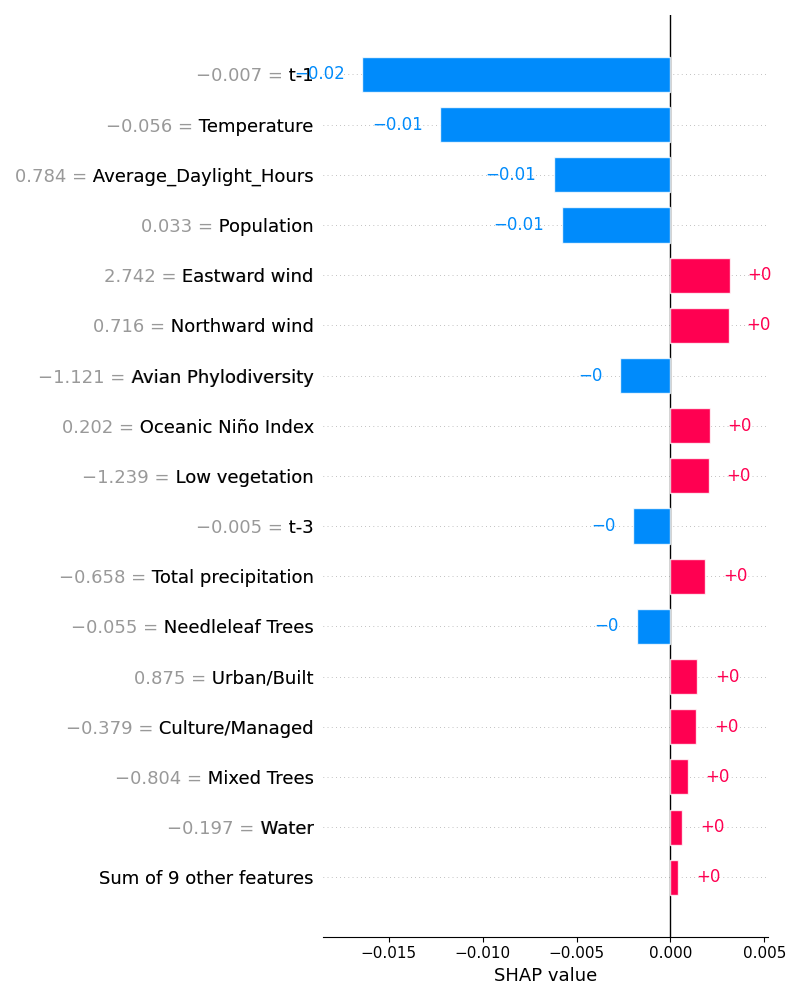 −0.007 = t-1 −0.02
−0.056 = Temperature −0.01
0.784 = Average_Daylight_Hours −0.01
0.033 = Population −0.01
2.742 = Eastward wind +0
0.716 = Northward wind +0
−1.121 = Avian Phylodiversity −0
0.202 = Oceanic Niño Index +0
−1.239 = Low vegetation +0
−0.005 = t-3 −0
−0.658 = Total precipitation +0
−0.055 = Needleleaf Trees −0
0.875 = Urban/Built +0
−0.379 = Culture/Managed +0
−0.804 = Mixed Trees +0
−0.197 = Water +0
Sum of 9 other features +0
−0.015 −0.010 −0.005 0.000 0.005
SHAP value